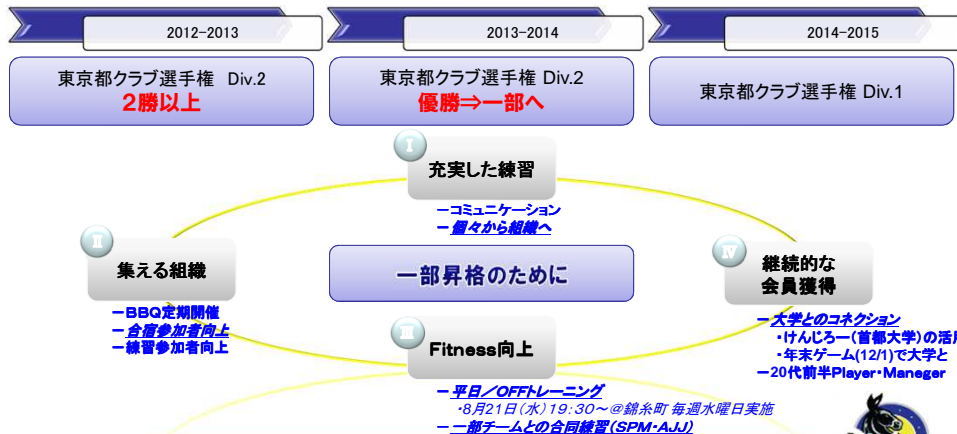 2012-2013
2013-2014
2014-2015
東京都クラブ選手権 Div.2
2勝以上
東京都クラブ選手権 Div.2
優勝⇒一部へ
東京都クラブ選手権 Div.1
I
充実した練習
－コミュニケーション
－個々から組織へ
II
集える組織
－BBQ定期開催
－合宿参加者向上
－練習参加者向上
一部昇格のために
IV
継続的な
会員獲得
－大学とのコネクション
・けんじろー(首都大学)の活用
・年末ゲーム(12/1)で大学と
－20代前半Player・Maneger
III
Fitness向上
－平日／OFFトレーニング
・8月21日(水)19:30～@錦糸町 毎週水曜日実施
－一部チームとの合同練習(SPM・AJJ)